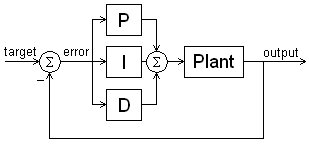 P
target
Σ
error
I
Σ
Plant
output
−
D